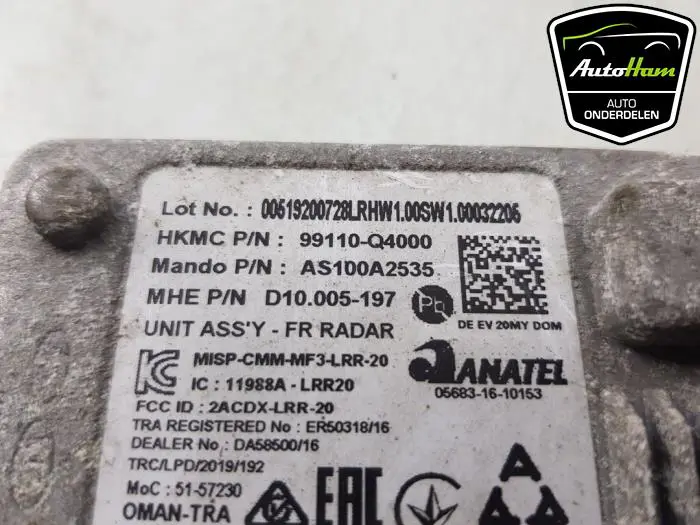 AutoHam
AUTO
ONDERDELEN
Lot No. : 00519200728LRHW1.00SW1.00032206
HKMC P/N : 99110-Q4000
Mando P/N : AS100A2535
MHE P/N D10.005-197
Pb
DE EV 20MY DOM
UNIT ASS'Y - FR RADAR
MISP-CMM-MF3-LRR-20
IC : 11988A - LRR20
ANATEL
05683-16-10153
FCC ID : 2ACDX-LRR-20
TRA REGISTERED No : ER50318/16
DEALER No : DA58500/16
TRC/LPD/2019/192
MoC : 51-57230
OMAN-TRA
EAC